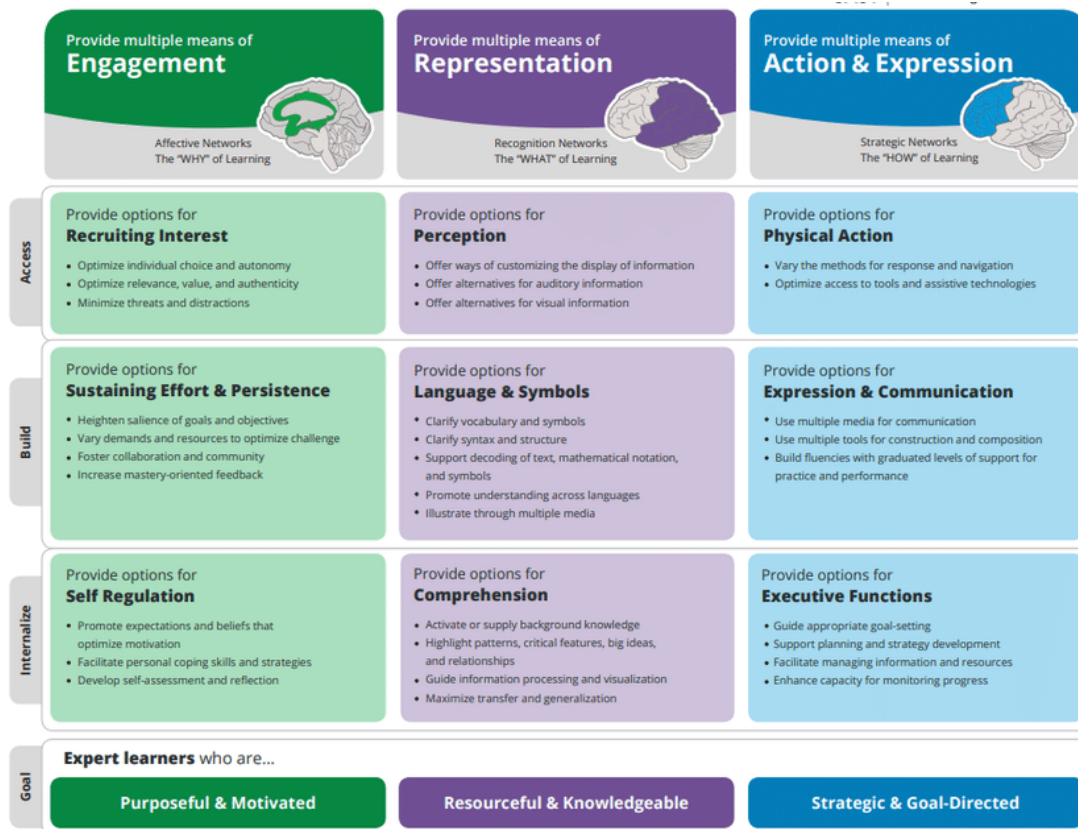 Provide multiple means of
Engagement
Affective Networks
The "WHY" of Learning
Provide multiple means of
Representation
Recognition Networks
The "WHAT" of Learning
Provide multiple means of
Action & Expression
Strategic Networks
The "HOW" of Learning
Access
Provide options for
Recruiting Interest
• Optimize individual choice and autonomy
• Optimize relevance, value, and authenticity
• Minimize threats and distractions
Provide options for
Perception
• Offer ways of customizing the display of information
• Offer alternatives for auditory information
• Offer alternatives for visual information
Provide options for
Physical Action
• Vary the methods for response and navigation
• Optimize access to tools and assistive technologies
Build
Provide options for
Sustaining Effort & Persistence
• Heighten salience of goals and objectives
• Vary demands and resources to optimize challenge
• Foster collaboration and community
• Increase mastery-oriented feedback
Provide options for
Language & Symbols
• Clarify vocabulary and symbols
• Clarify syntax and structure
• Support decoding of text, mathematical notation,
and symbols
• Promote understanding across languages
• Illustrate through multiple media
Provide options for
Expression & Communication
• Use multiple media for communication
• Use multiple tools for construction and composition
• Build fluencies with graduated levels of support for
practice and performance
Internalize
Provide options for
Self Regulation
• Promote expectations and beliefs that
optimize motivation
• Facilitate personal coping skills and strategies
• Develop self-assessment and reflection
Provide options for
Comprehension
• Activate or supply background knowledge
• Highlight patterns, critical features, big ideas,
and relationships
• Guide information processing and visualization
• Maximize transfer and generalization
Provide options for
Executive Functions
• Guide appropriate goal-setting
• Support planning and strategy development
• Facilitate managing information and resources
• Enhance capacity for monitoring progress
Goal
Expert learners who are...
Purposeful & Motivated
Resourceful & Knowledgeable
Strategic & Goal-Directed